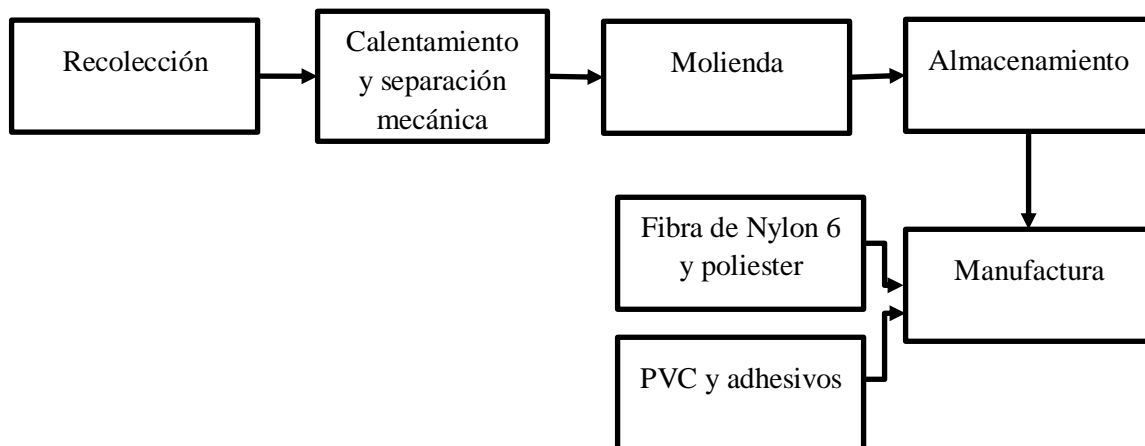 Recolección
Calentamiento
y separación
mecánica
Molienda
Almacenamiento
Fibra de Nylon 6
y poliester
Manufactura
PVC y adhesivos